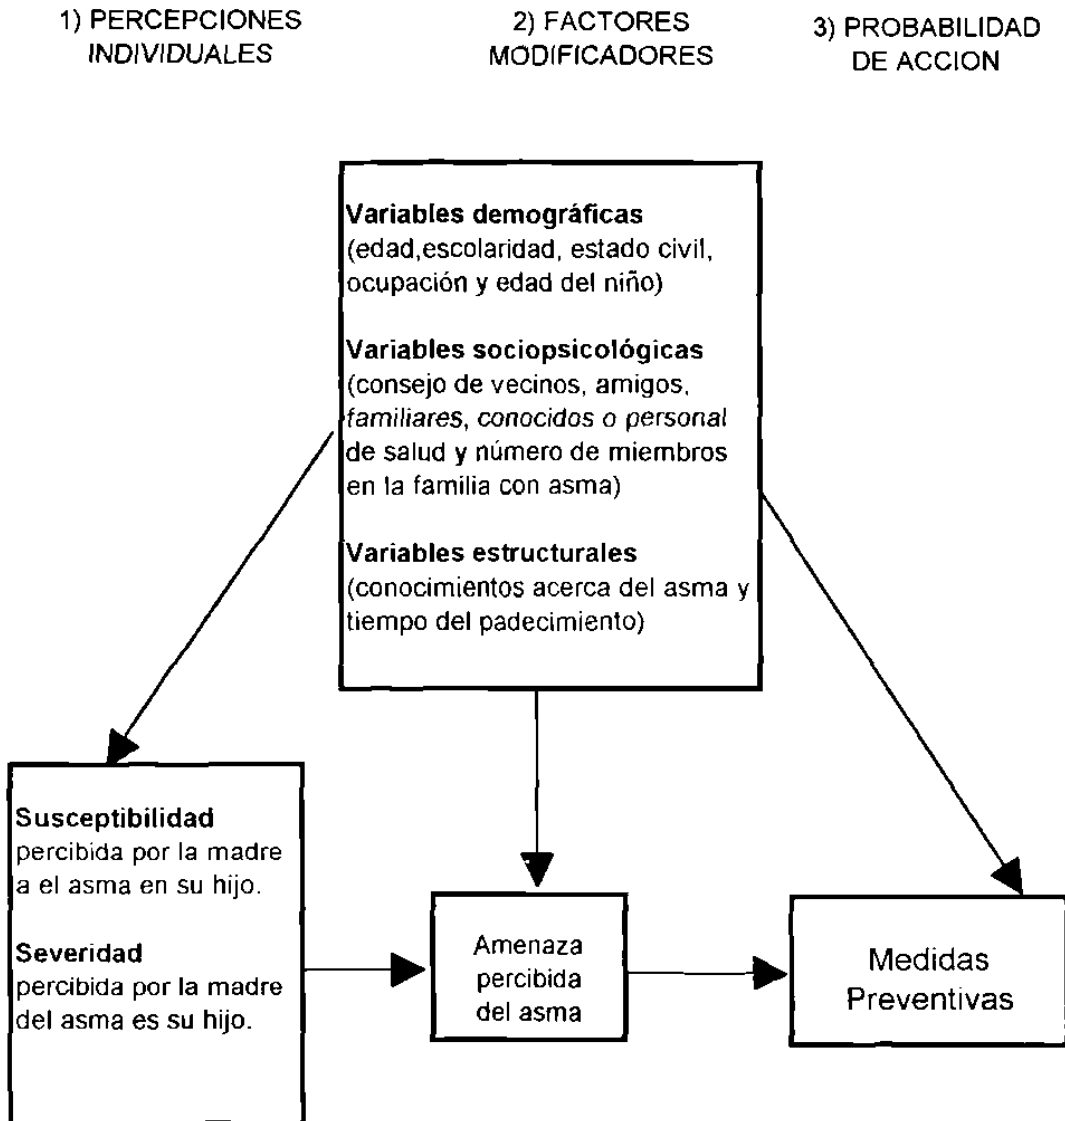 1) PERCEPCIONES
INDIVIDUALES
2) FACTORES
MODIFICADORES
3) PROBABILIDAD
DE ACCION
Variables demográficas
(edad,escolaridad, estado civil,
ocupación y edad del niño)
Variables sociopsicológicas
(consejo de vecinos, amigos,
familiares, conocidos o personal
de salud y número de miembros
en la familia con asma)
Variables estructurales
(conocimientos acerca del asma y
tiempo del padecimiento)
Susceptibilidad
percibida por la madre
a el asma en su hijo.
Severidad
percibida por la madre
del asma es su hijo.
Amenaza
percibida
del asma
Medidas
Preventivas